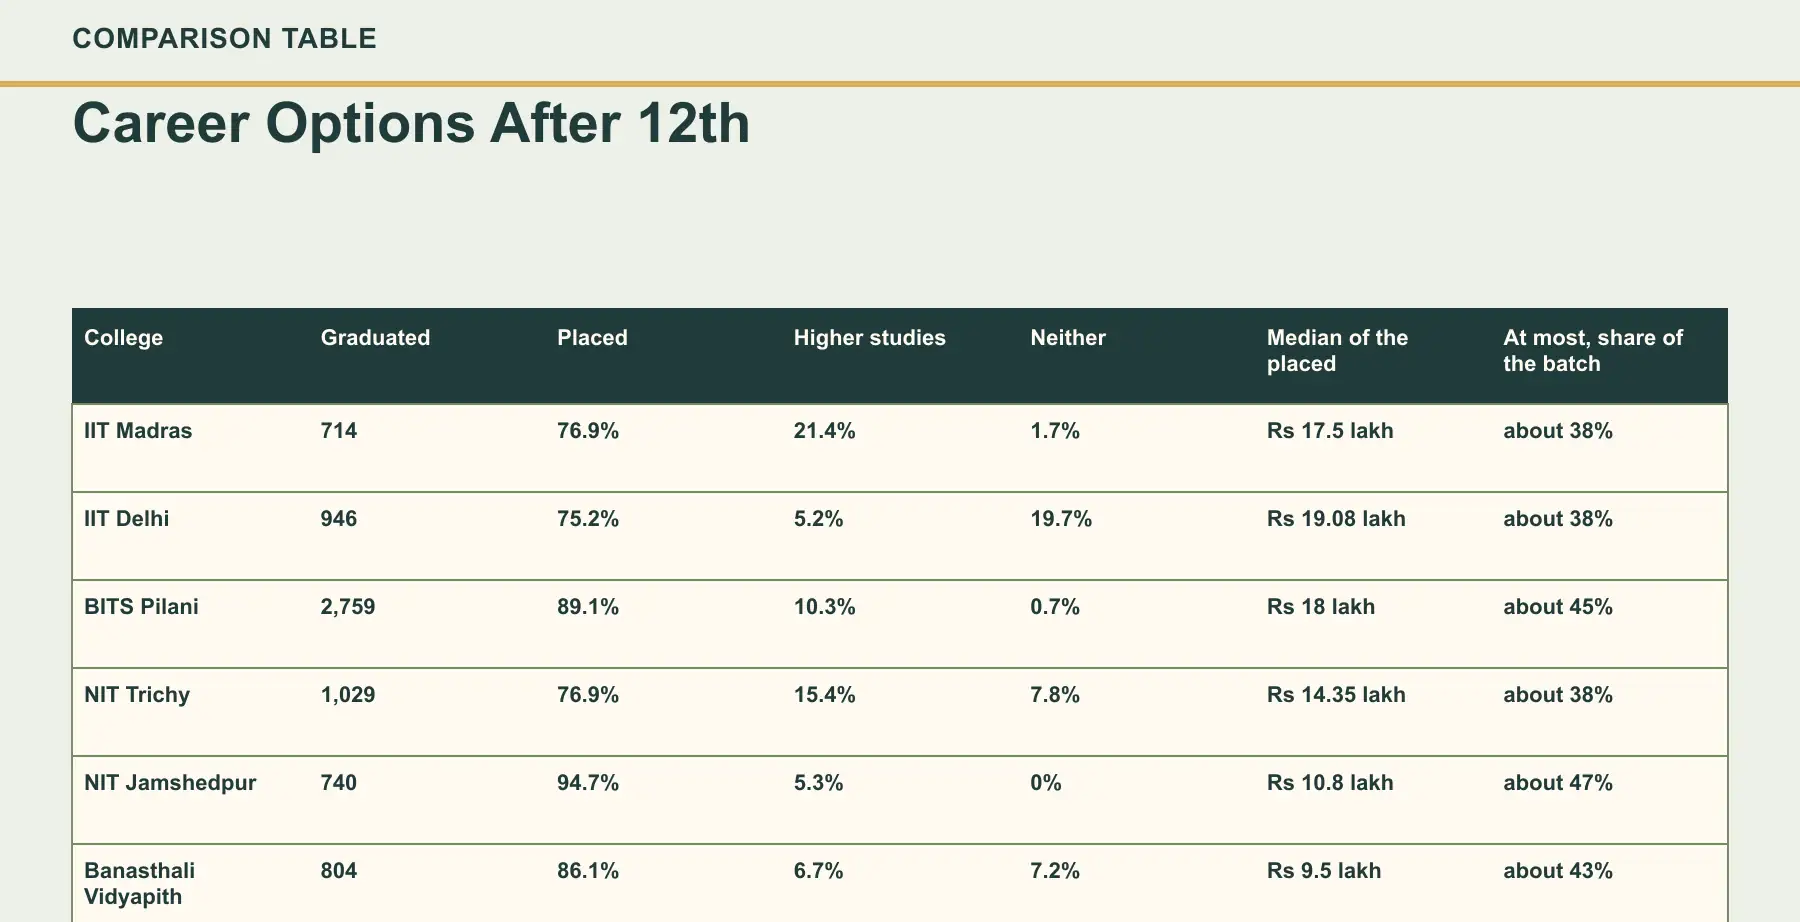 COMPARISON TABLE
Career Options After 12th
College Graduated Placed Higher studies Neither Median of the placed At most, share of the batch
IIT Madras 714 76.9% 21.4% 1.7% Rs 17.5 lakh about 38%
IIT Delhi 946 75.2% 5.2% 19.7% Rs 19.08 lakh about 38%
BITS Pilani 2,759 89.1% 10.3% 0.7% Rs 18 lakh about 45%
NIT Trichy 1,029 76.9% 15.4% 7.8% Rs 14.35 lakh about 38%
NIT Jamshedpur 740 94.7% 5.3% 0% Rs 10.8 lakh about 47%
Banasthali Vidyapith 804 86.1% 6.7% 7.2% Rs 9.5 lakh about 43%